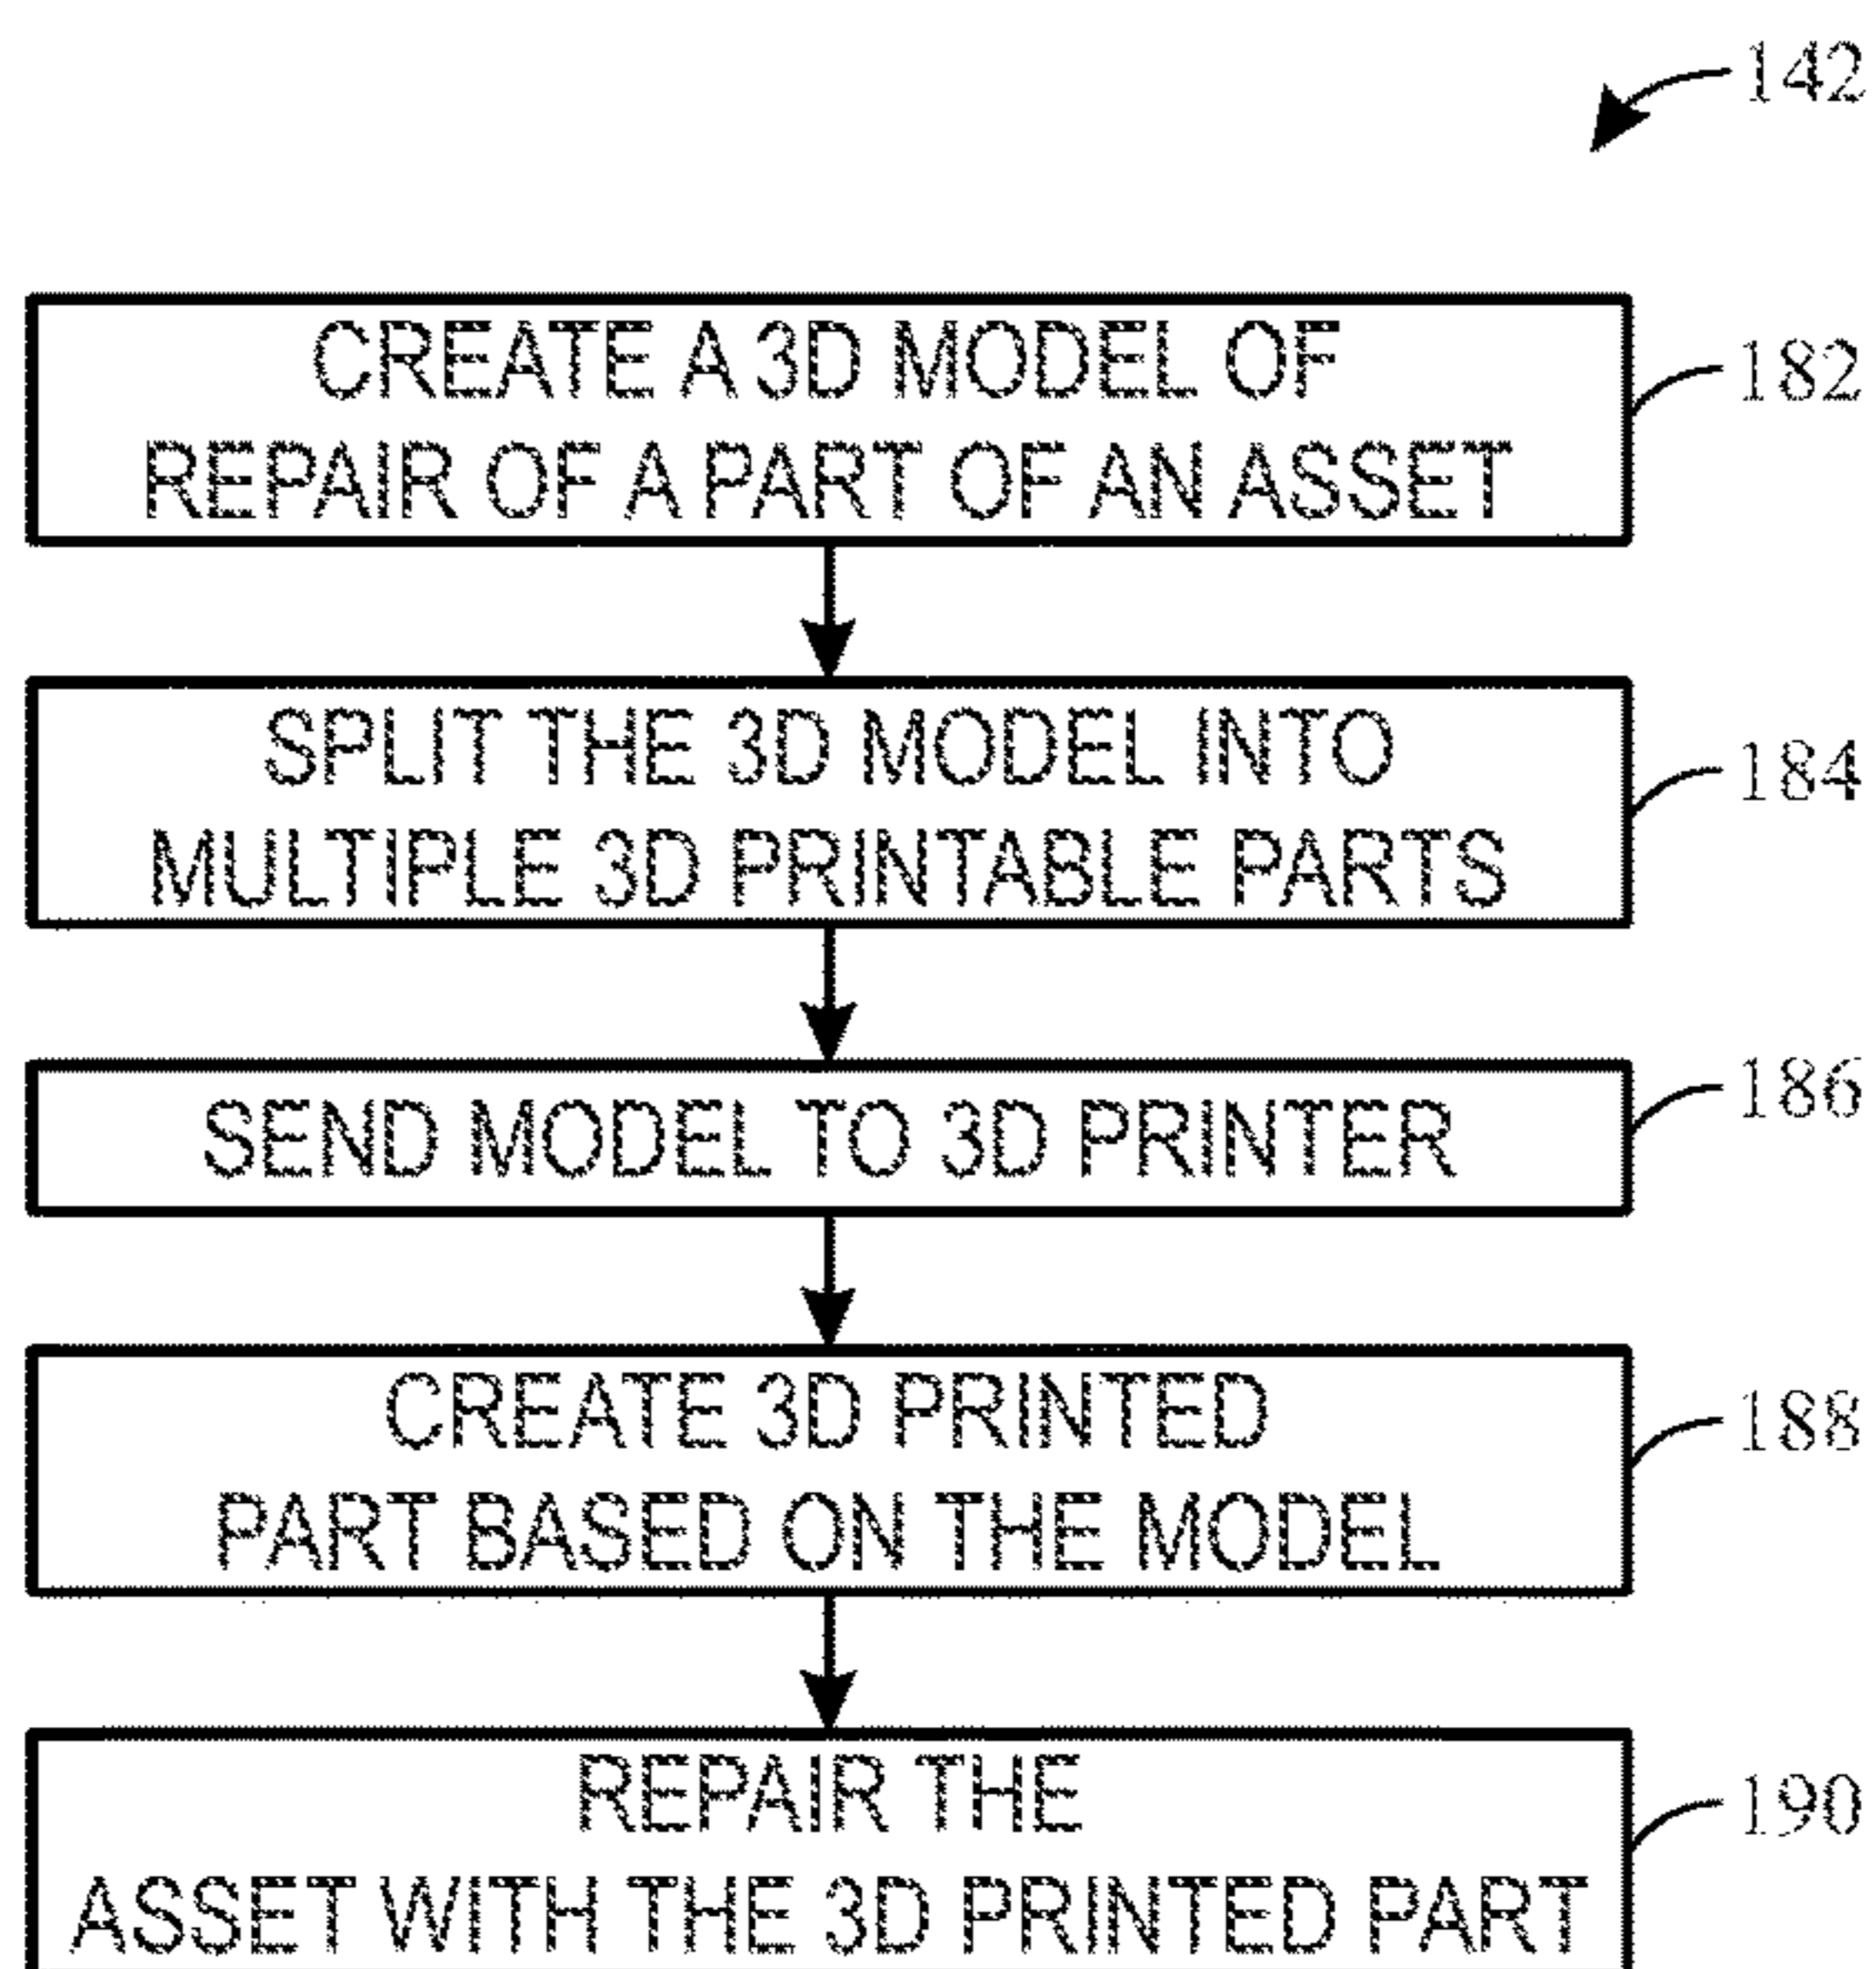 142
CREATE A 3D MODEL OF
REPAIR OF A PART OF AN ASSET
182
SPLIT THE 3D MODEL INTO
MULTIPLE 3D PRINTABLE PARTS
184
SEND MODEL TO 3D PRINTER
186
CREATE 3D PRINTED
PART BASED ON THE MODEL
188
REPAIR THE
ASSET WITH THE 3D PRINTED PART
190